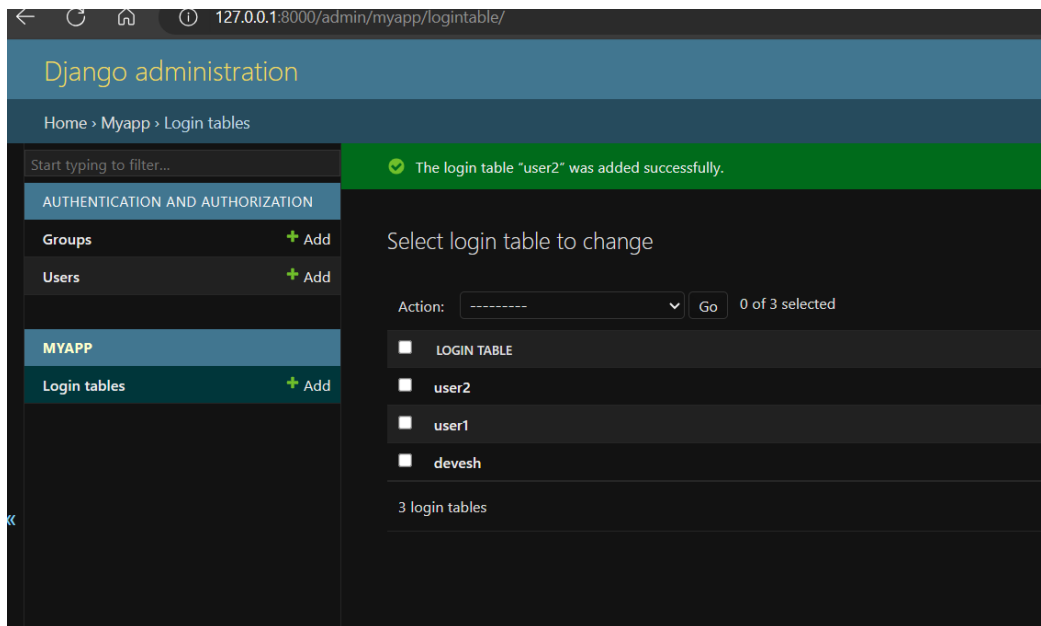 127.0.0.1:8000/admin/myapp/logintable/
Django administration
Home › Myapp › Login tables
Start typing to filter...
AUTHENTICATION AND AUTHORIZATION
Groups + Add
Users + Add
MYAPP
Login tables + Add
«
The login table “user2” was added successfully.
Select login table to change
Action: --------- Go 0 of 3 selected
LOGIN TABLE
user2
user1
devesh
3 login tables